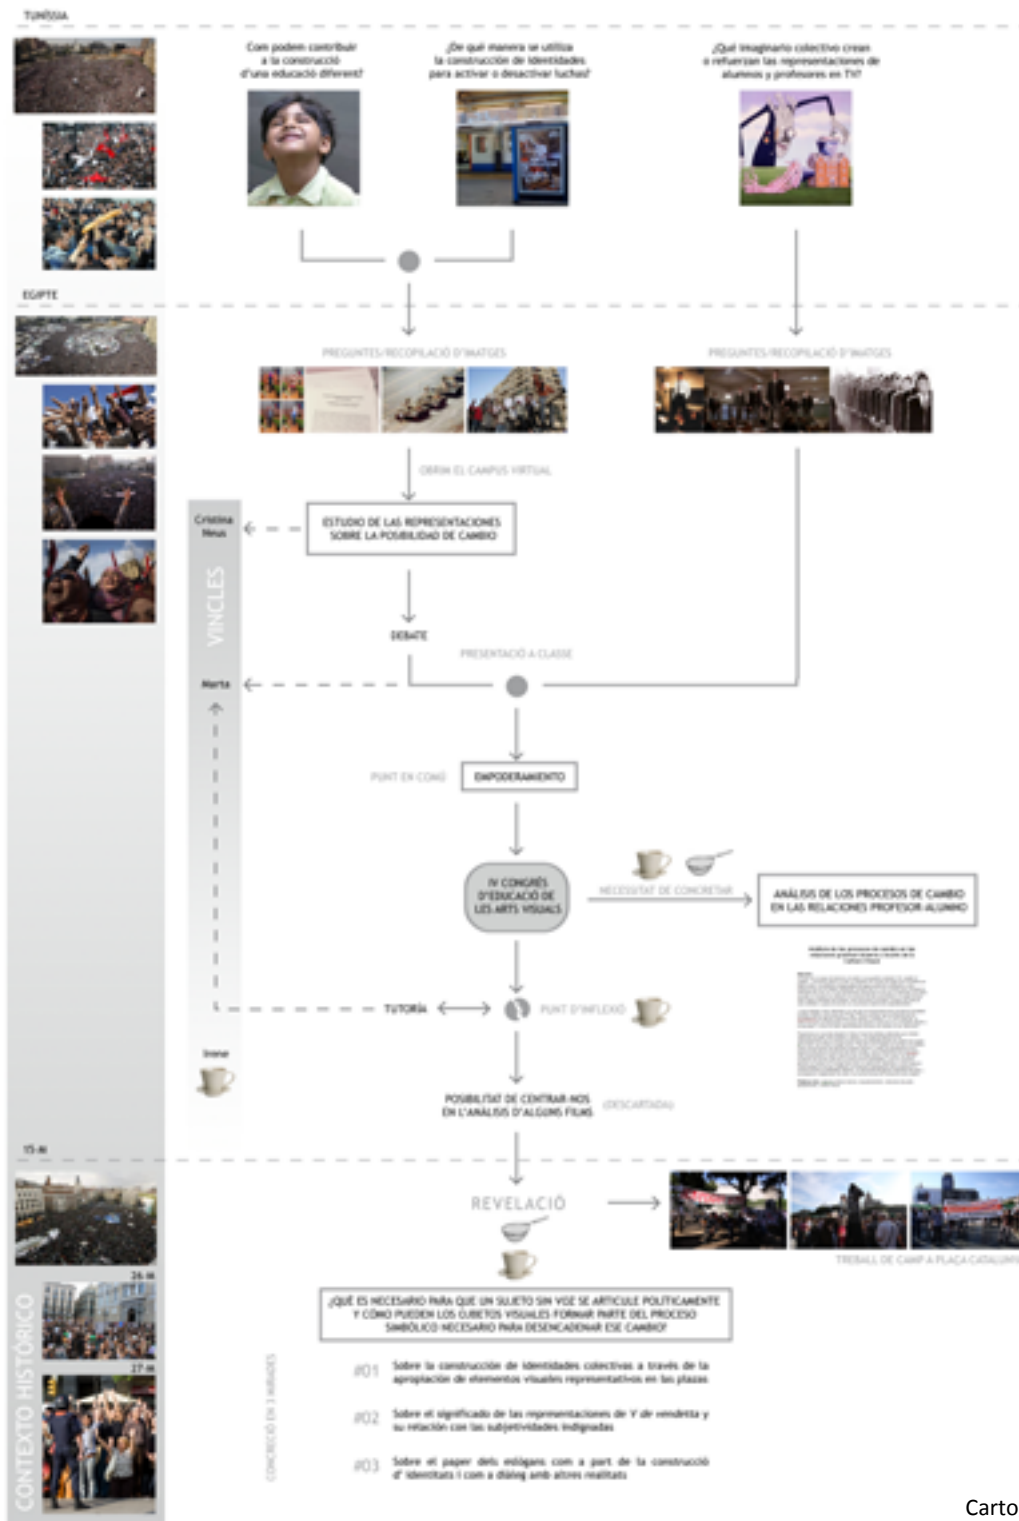 TUNÍSSIA
Com podem contribuir
a la construcció
d'una educació diferent?
¿De qué manera se utiliza
la construcción de identidades
para activar o desactivar luchas?
¿Qué imaginario colectivo crean
o refuerzan las representaciones de
alumnos y profesores en TV?
EGIPTE
PREGUNTES/RECOPILACIÓ D'IMATGES
PREGUNTES/RECOPILACIÓ D'IMATGES
OBRIM EL CAMPUS VIRTUAL
Cristina
Neus
ESTUDIO DE LAS REPRESENTACIONES
SOBRE LA POSIBILIDAD DE CAMBIO
VINCLES
DEBATE
PRESENTACIÓ A CLASSE
Marta
PUNT EN COMÚ
EMPODERAMIENTO
IV CONGRÉS
D'EDUCACIÓ DE
LES ARTS VISUALS
NECESSITAT DE CONCRETAR
ANÁLISIS DE LOS PROCESOS DE CAMBIO
EN LAS RELACIONES PROFESOR-ALUMNO
TUTORÍA
PUNT D'INFLEXIÓ
Irene
POSIBILITAT DE CENTRAR-NOS
EN L'ANÀLISIS D'ALGUNS FILMS
(DESCARTADA)
15-M
REVELACIÓ
TREBALL DE CAMP A PLAÇA CATALUNYA
26-M
27-M
CONTEXTO HISTÓRICO
¿QUÉ ES NECESARIO PARA QUE UN SUJETO SIN VOZ SE ARTICULE POLÍTICAMENTE
Y CÓMO PUEDEN LOS OBJETOS VISUALES FORMAR PARTE DEL PROCESO
SIMBÓLICO NECESARIO PARA DESENCADENAR ESE CAMBIO?
CONCRECIÓ EN 3 MIRADES
#01 Sobre la construcción de identidades colectivas a través de la
apropiación de elementos visuales representativos en las plazas
#02 Sobre el significado de las representaciones de V de vendetta y
su relación con las subjetividades indignadas
#03 Sobre el paper dels eslògans com a part de la construcció
d' identitats i com a diàleg amb altres realitats
Carto